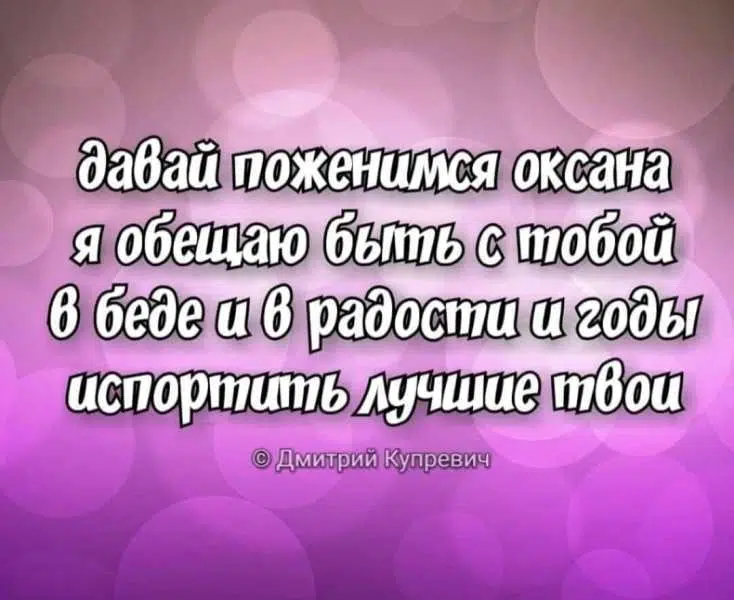 давай поженимся оксана
я обещаю быть с тобой
в беде и в радости и годы
испортить лучшие твои
© Дмитрий Купревич